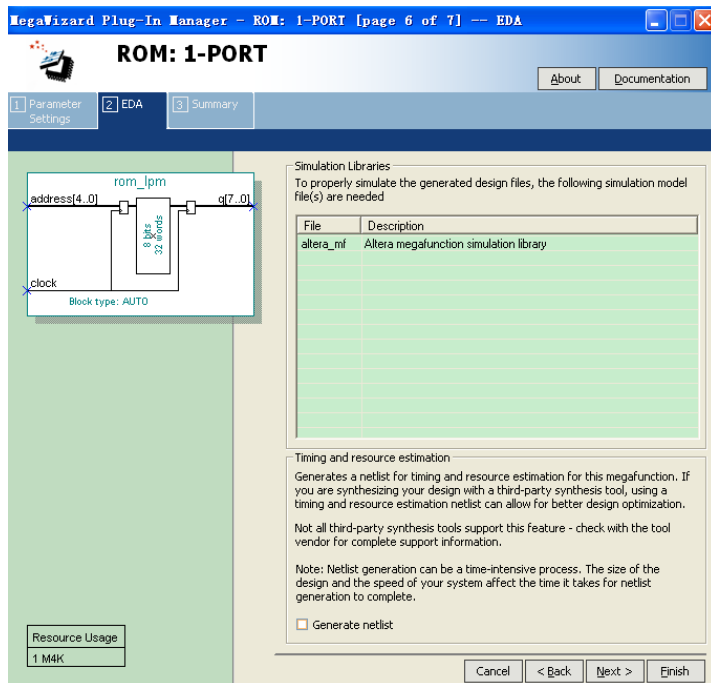 MegaWizard Plug-In Manager - ROM: 1-PORT [page 6 of 7] -- EDA
ROM: 1-PORT
About
Documentation
1 Parameter Settings
2 EDA
3 Summary
rom_lpm
address[4..0]
q[7..0]
8 bits
32 words
clock
Block type: AUTO
Simulation Libraries
To properly simulate the generated design files, the following simulation model
file(s) are needed
File Description
altera_mf Altera megafunction simulation library
Timing and resource estimation
Generates a netlist for timing and resource estimation for this megafunction. If
you are synthesizing your design with a third-party synthesis tool, using a
timing and resource estimation netlist can allow for better design optimization.
Not all third-party synthesis tools support this feature - check with the tool
vendor for complete support information.
Note: Netlist generation can be a time-intensive process. The size of the
design and the speed of your system affect the time it takes for netlist
generation to complete.
Generate netlist
Resource Usage
1 M4K
Cancel
< Back
Next >
Finish